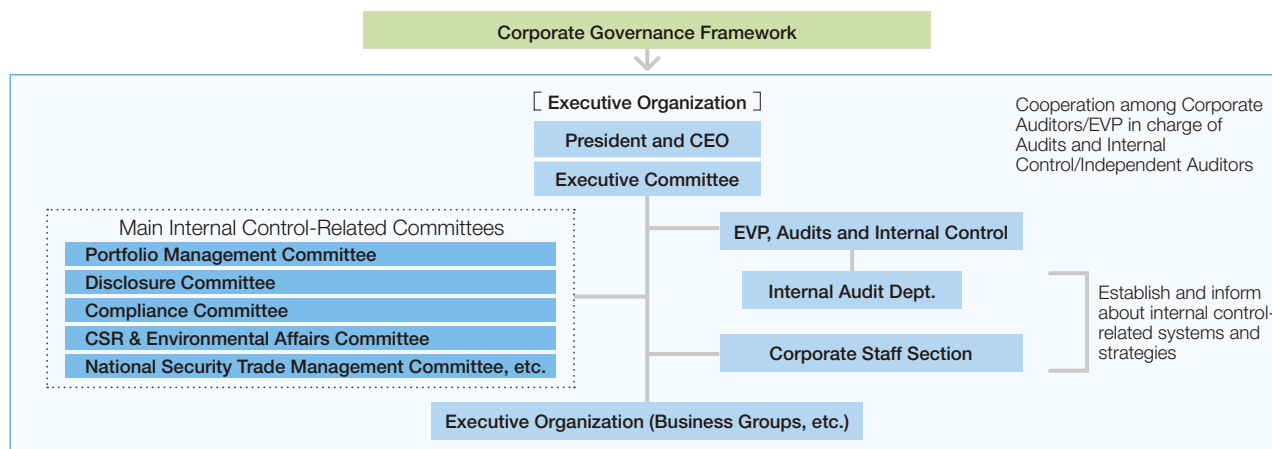 Corporate Governance Framework
[ Executive Organization ]
President and CEO
Executive Committee
Cooperation among Corporate
Auditors/EVP in charge of
Audits and Internal
Control/Independent Auditors
Main Internal Control-Related Committees
Portfolio Management Committee
Disclosure Committee
Compliance Committee
CSR & Environmental Affairs Committee
National Security Trade Management Committee, etc.
EVP, Audits and Internal Control
Internal Audit Dept.
Corporate Staff Section
Establish and inform
about internal control-
related systems and
strategies
Executive Organization (Business Groups, etc.)